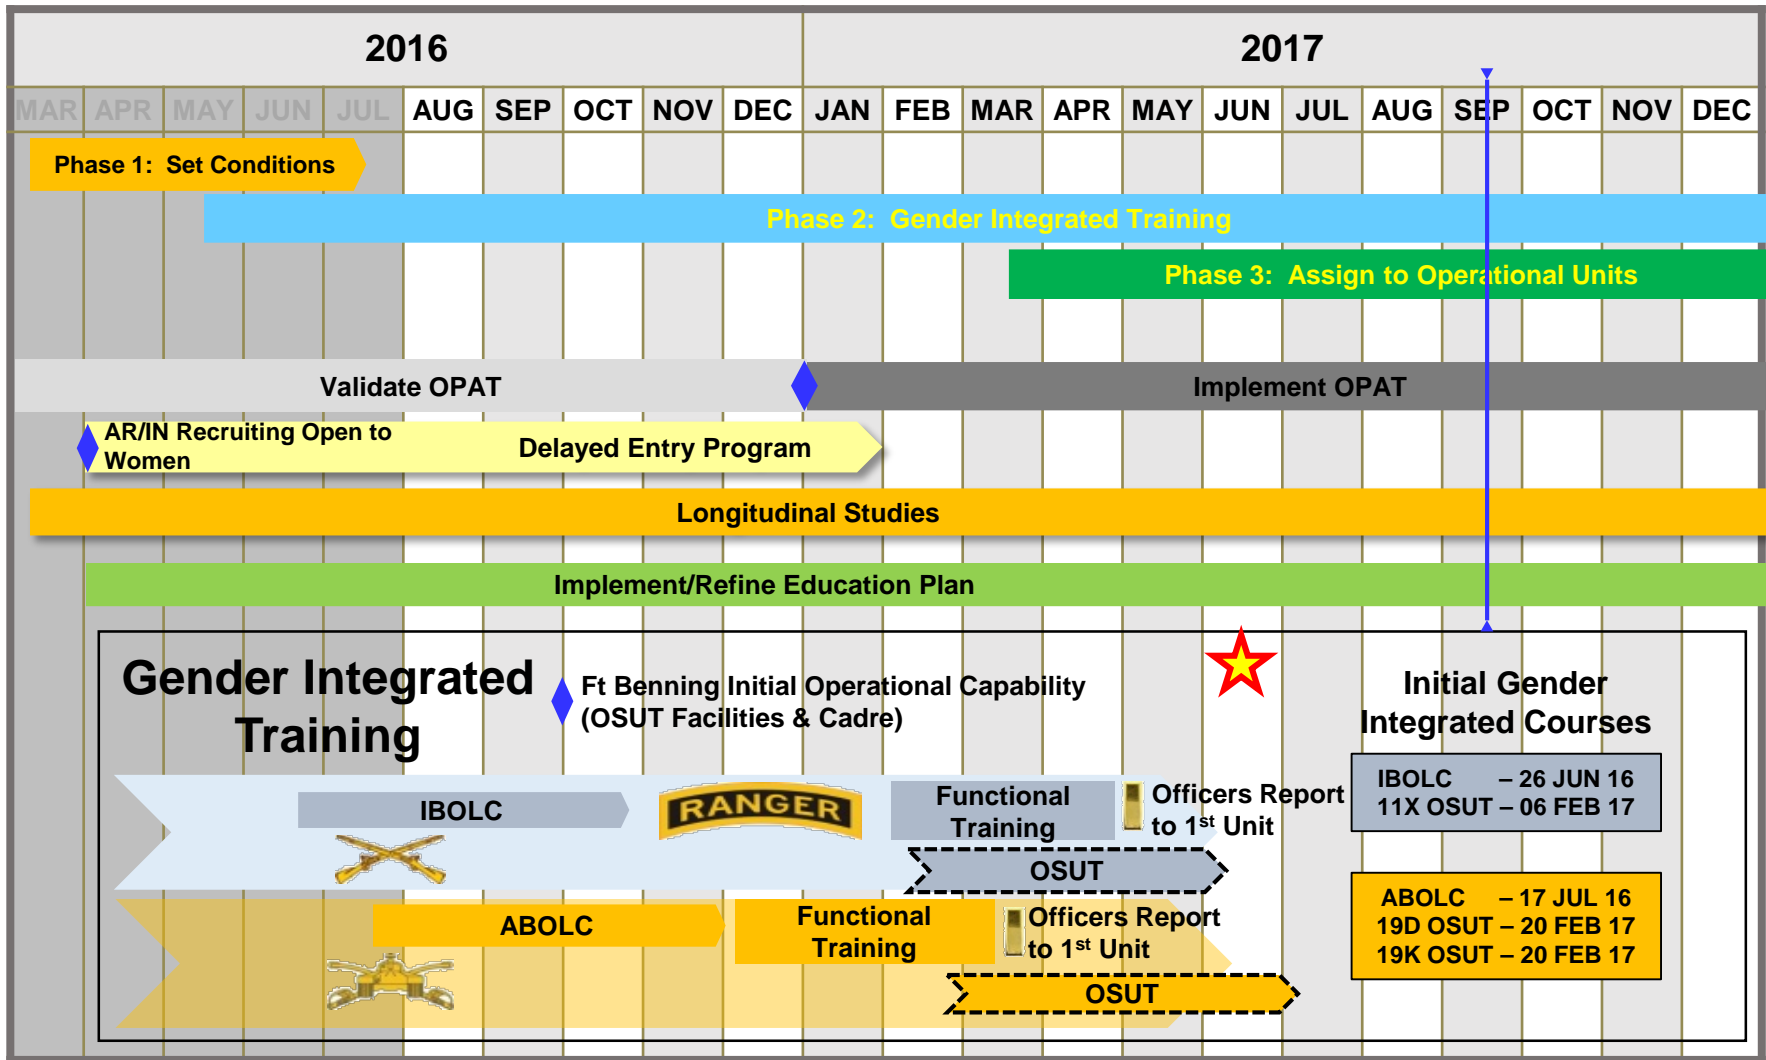 2016
2017
MAR APR MAY JUN JUL AUG SEP OCT NOV DEC JAN FEB MAR APR MAY JUN JUL AUG SEP OCT NOV DEC
Phase 1: Set Conditions
Phase 2: Gender Integrated Training
Phase 3: Assign to Operational Units
Validate OPAT
Implement OPAT
AR/IN Recruiting Open to
Women
Delayed Entry Program
Longitudinal Studies
Implement/Refine Education Plan
Gender Integrated
Training
Ft Benning Initial Operational Capability
(OSUT Facilities & Cadre)
Initial Gender
Integrated Courses
IBOLC
RANGER
Functional
Training
Officers Report
to 1st Unit
OSUT
IBOLC – 26 JUN 16
11X OSUT – 06 FEB 17
ABOLC
Functional
Training
Officers Report
to 1st Unit
OSUT
ABOLC – 17 JUL 16
19D OSUT – 20 FEB 17
19K OSUT – 20 FEB 17